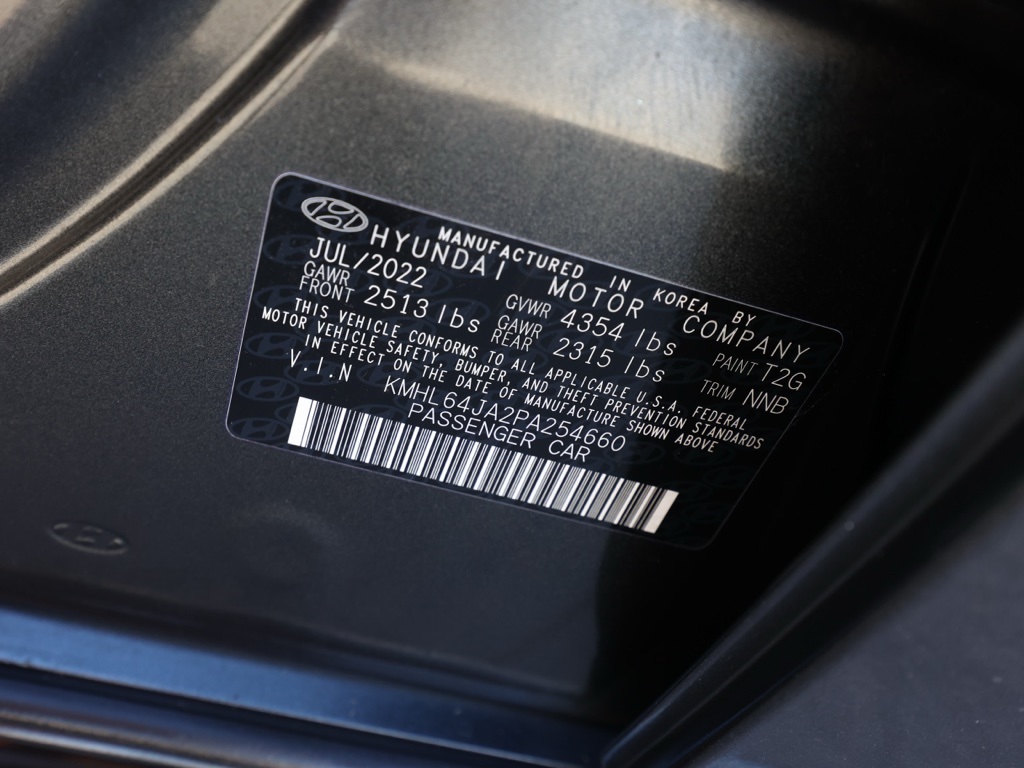 MANUFACTURED IN KOREA BY
HYUNDAI MOTOR COMPANY
JUL/2022 GVWR 4354 lbs PAINT T2G
GAWR FRONT 2513 lbs GAWR REAR 2315 lbs TRIM NNB
THIS VEHICLE CONFORMS TO ALL APPLICABLE U.S.A. FEDERAL
MOTOR VEHICLE SAFETY, BUMPER, AND THEFT PREVENTION STANDARDS
IN EFFECT ON THE DATE OF MANUFACTURE SHOWN ABOVE
V.I.N KMHL64JA2PA254660
PASSENGER CAR